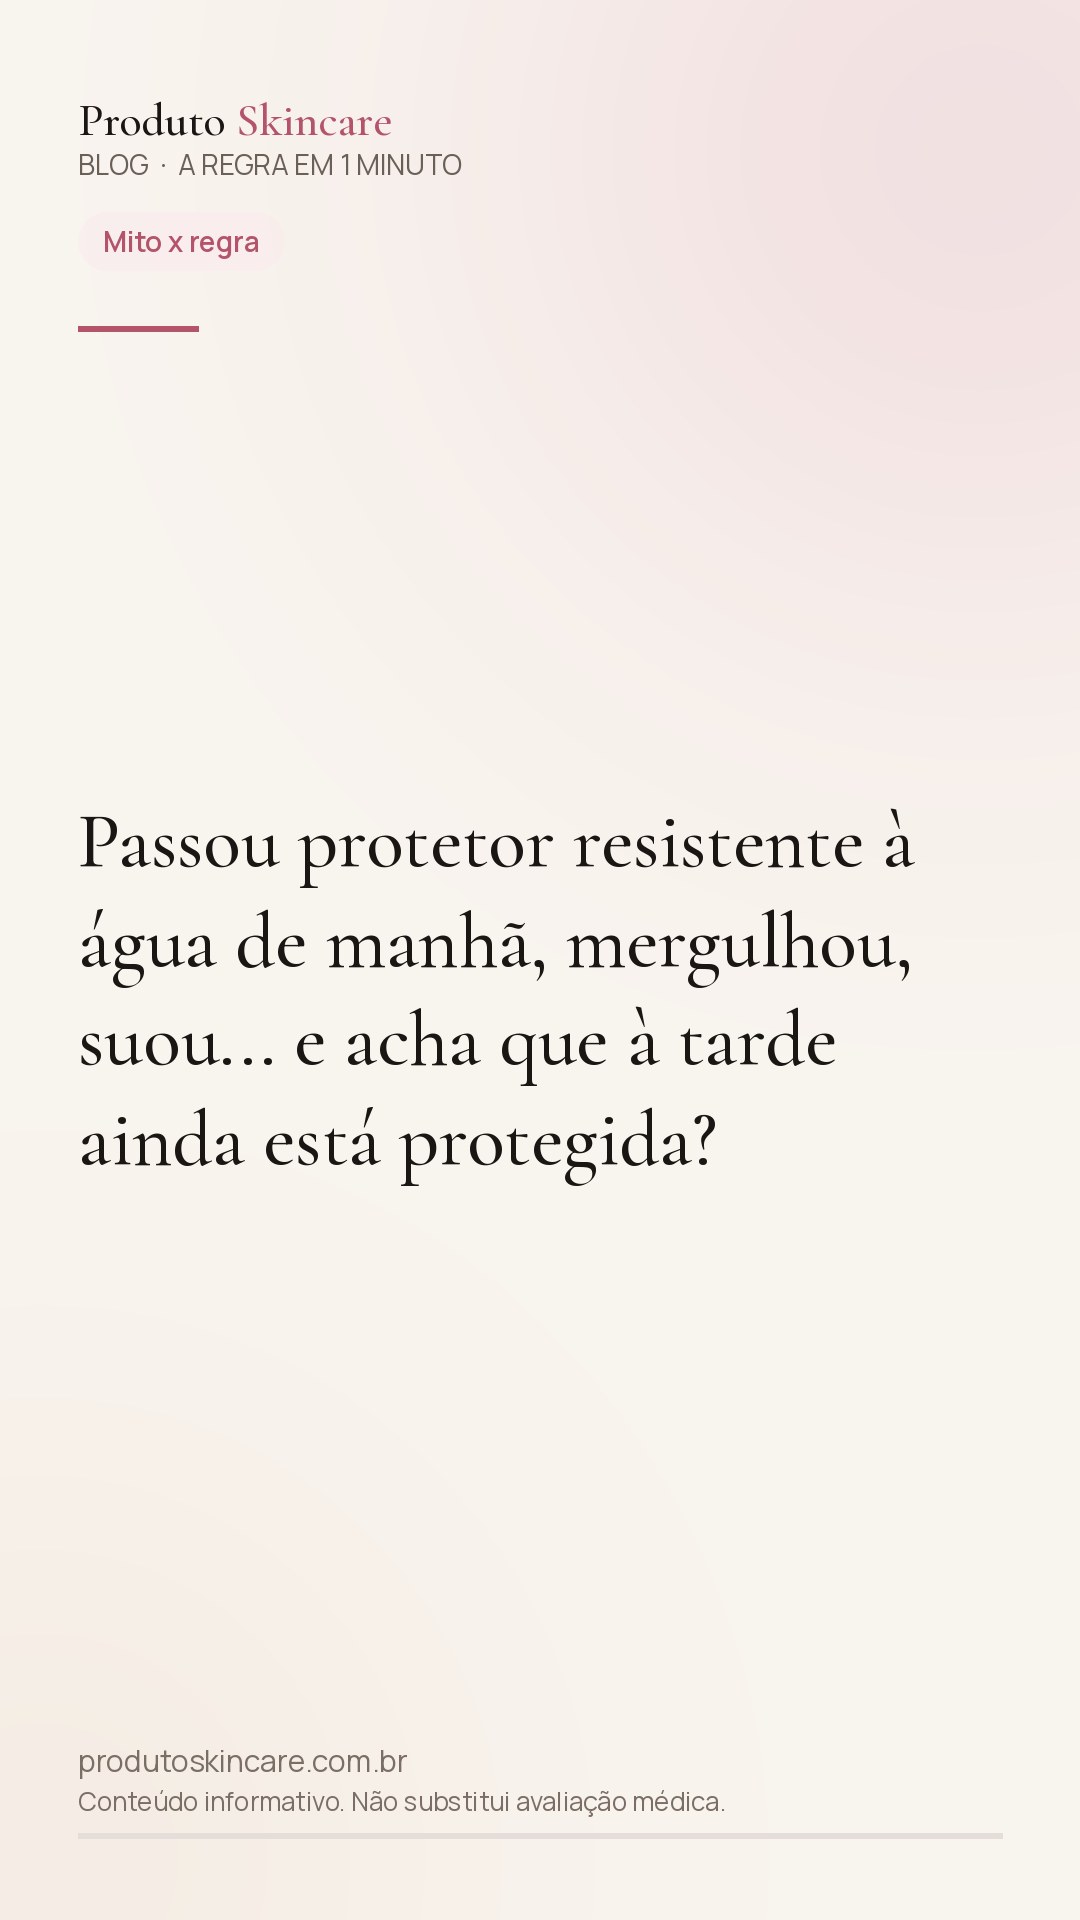 Produto Skincare
BLOG · A REGRA EM 1 MINUTO
Mito x regra
Passou protetor resistente à
água de manhã, mergulhou,
suou... e acha que à tarde
ainda está protegida?
produtoskincare.com.br
Conteúdo informativo. Não substitui avaliação médica.